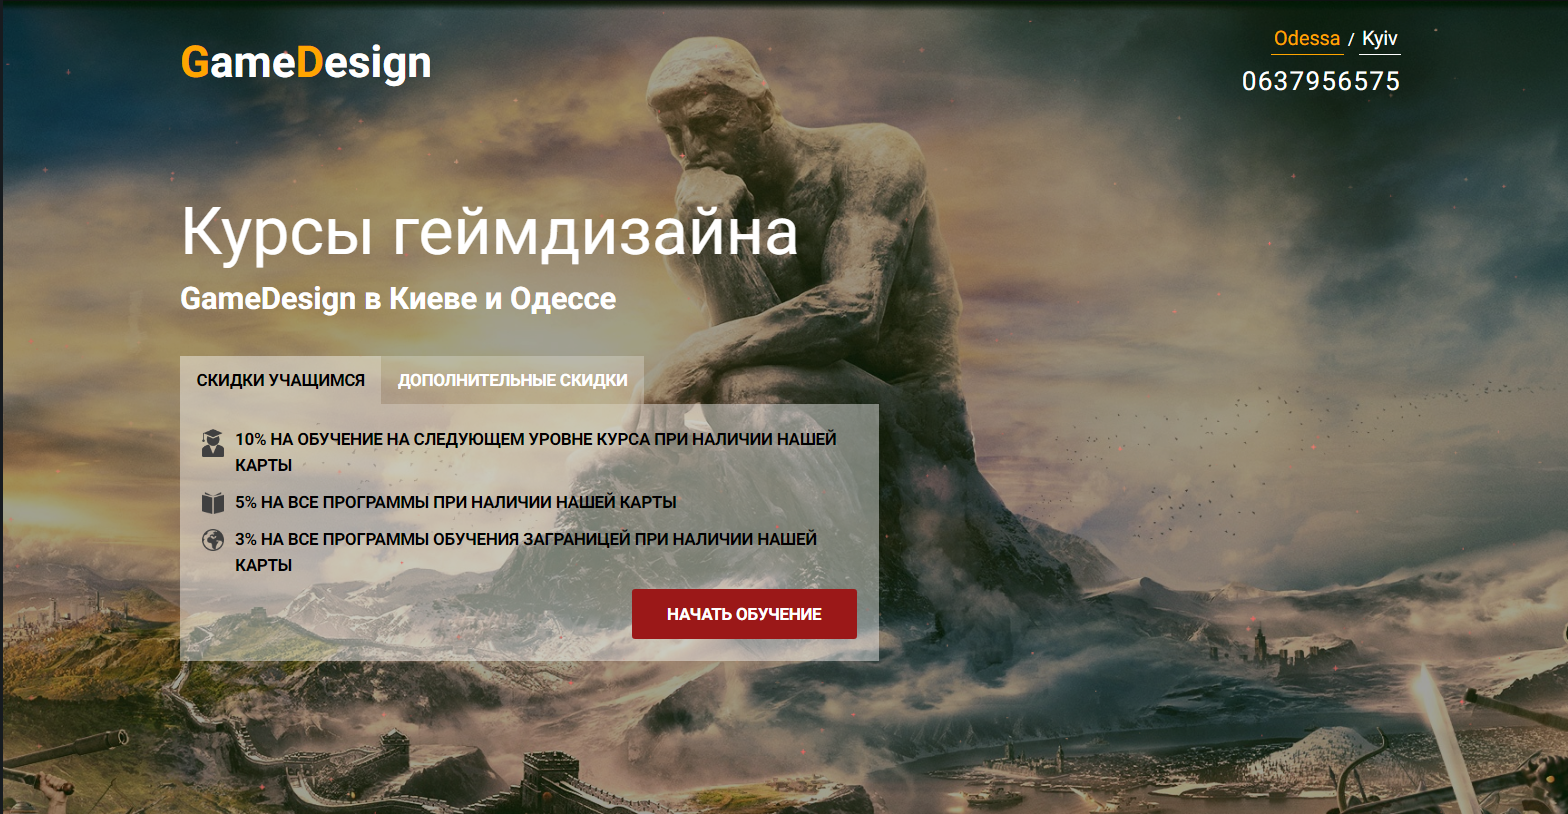 GameDesign
Odessa / Kyiv
0637956575
Курсы геймдизайна
GameDesign в Киеве и Одессе
СКИДКИ УЧАЩИМСЯ
ДОПОЛНИТЕЛЬНЫЕ СКИДКИ
10% НА ОБУЧЕНИЕ НА СЛЕДУЮЩЕМ УРОВНЕ КУРСА ПРИ НАЛИЧИИ НАШЕЙ
КАРТЫ
5% НА ВСЕ ПРОГРАММЫ ПРИ НАЛИЧИИ НАШЕЙ КАРТЫ
3% НА ВСЕ ПРОГРАММЫ ОБУЧЕНИЯ ЗАГРАНИЦЕЙ ПРИ НАЛИЧИИ НАШЕЙ
КАРТЫ
НАЧАТЬ ОБУЧЕНИЕ